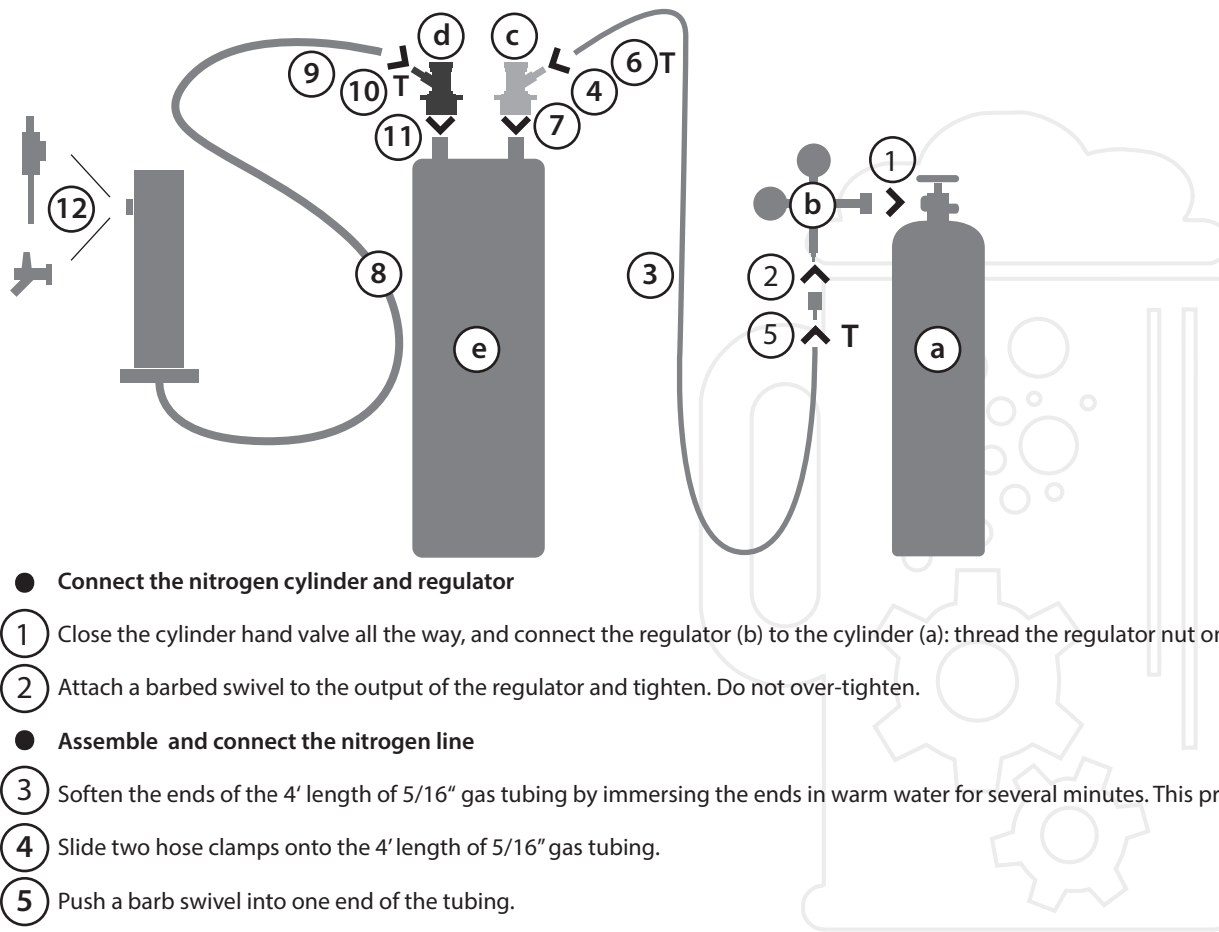 d c
9 6 T
10 T 4
11 7
1
12 b
8 3 2
5 T
e a
● Connect the nitrogen cylinder and regulator
1 Close the cylinder hand valve all the way, and connect the regulator (b) to the cylinder (a): thread the regulator nut
2 Attach a barbed swivel to the output of the regulator and tighten. Do not over-tighten.
● Assemble and connect the nitrogen line
3 Soften the ends of the 4‘ length of 5/16“ gas tubing by immersing the ends in warm water for several minutes. This
4 Slide two hose clamps onto the 4’ length of 5/16” gas tubing.
5 Push a barb swivel into one end of the tubing.